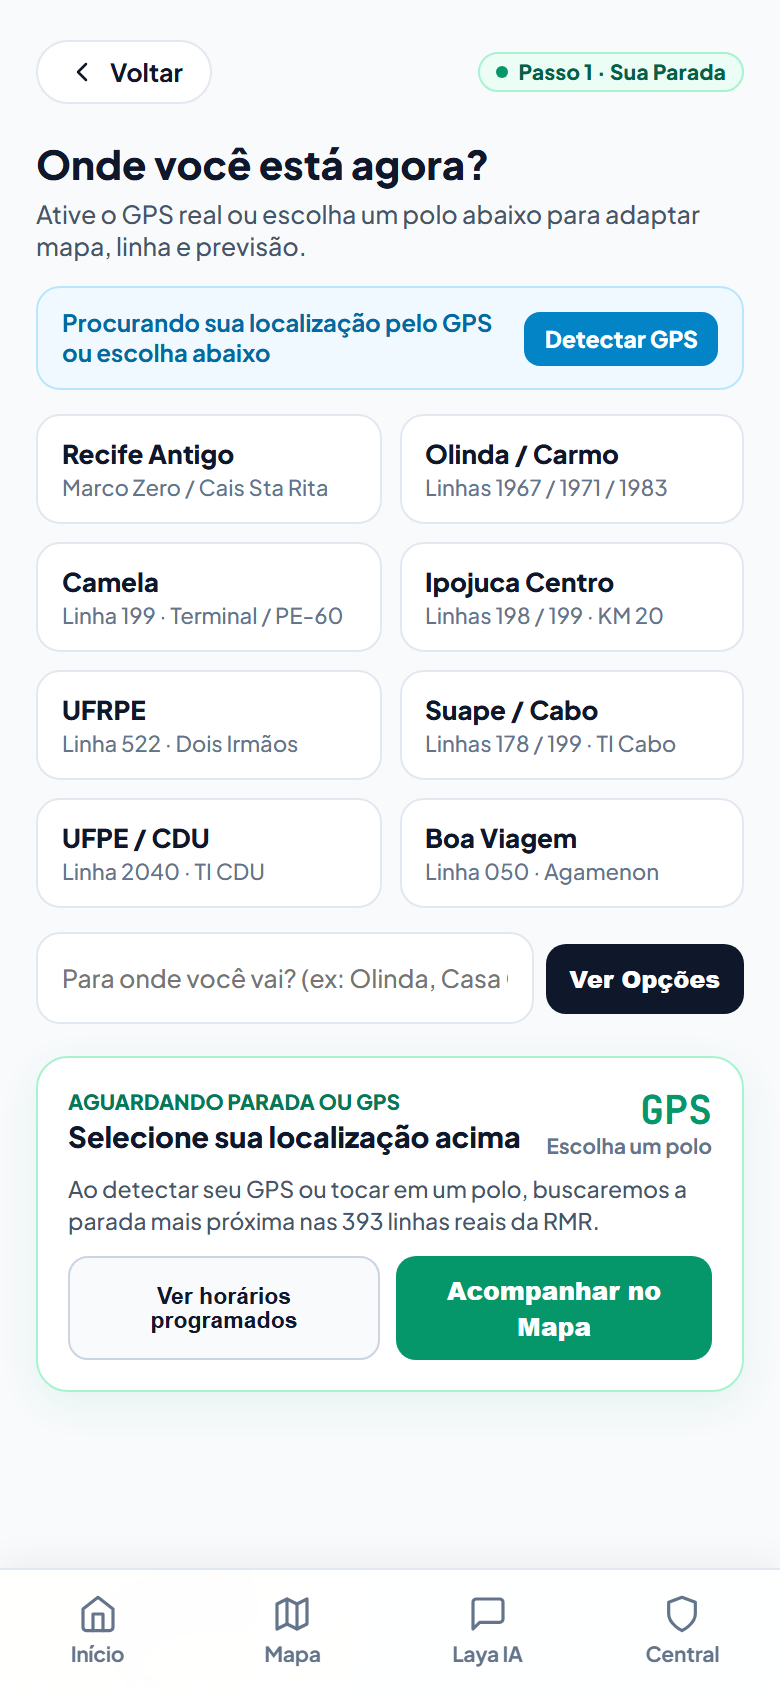 Voltar
Passo 1 · Sua Parada
Onde você está agora?
Ative o GPS real ou escolha um polo abaixo para adaptar
mapa, linha e previsão.
Procurando sua localização pelo GPS
ou escolha abaixo
Detectar GPS
Recife Antigo
Marco Zero / Cais Sta Rita
Olinda / Carmo
Linhas 1967 / 1971 / 1983
Camela
Linha 199 · Terminal / PE-60
Ipojuca Centro
Linhas 198 / 199 · KM 20
UFRPE
Linha 522 · Dois Irmãos
Suape / Cabo
Linhas 178 / 199 · TI Cabo
UFPE / CDU
Linha 2040 · TI CDU
Boa Viagem
Linha 050 · Agamenon
Para onde você vai? (ex: Olinda, Casa
Ver Opções
AGUARDANDO PARADA OU GPS
Selecione sua localização acima
GPS
Escolha um polo
Ao detectar seu GPS ou tocar em um polo, buscaremos a
parada mais próxima nas 393 linhas reais da RMR.
Ver horários
programados
Acompanhar no
Mapa
Início
Mapa
Laya IA
Central